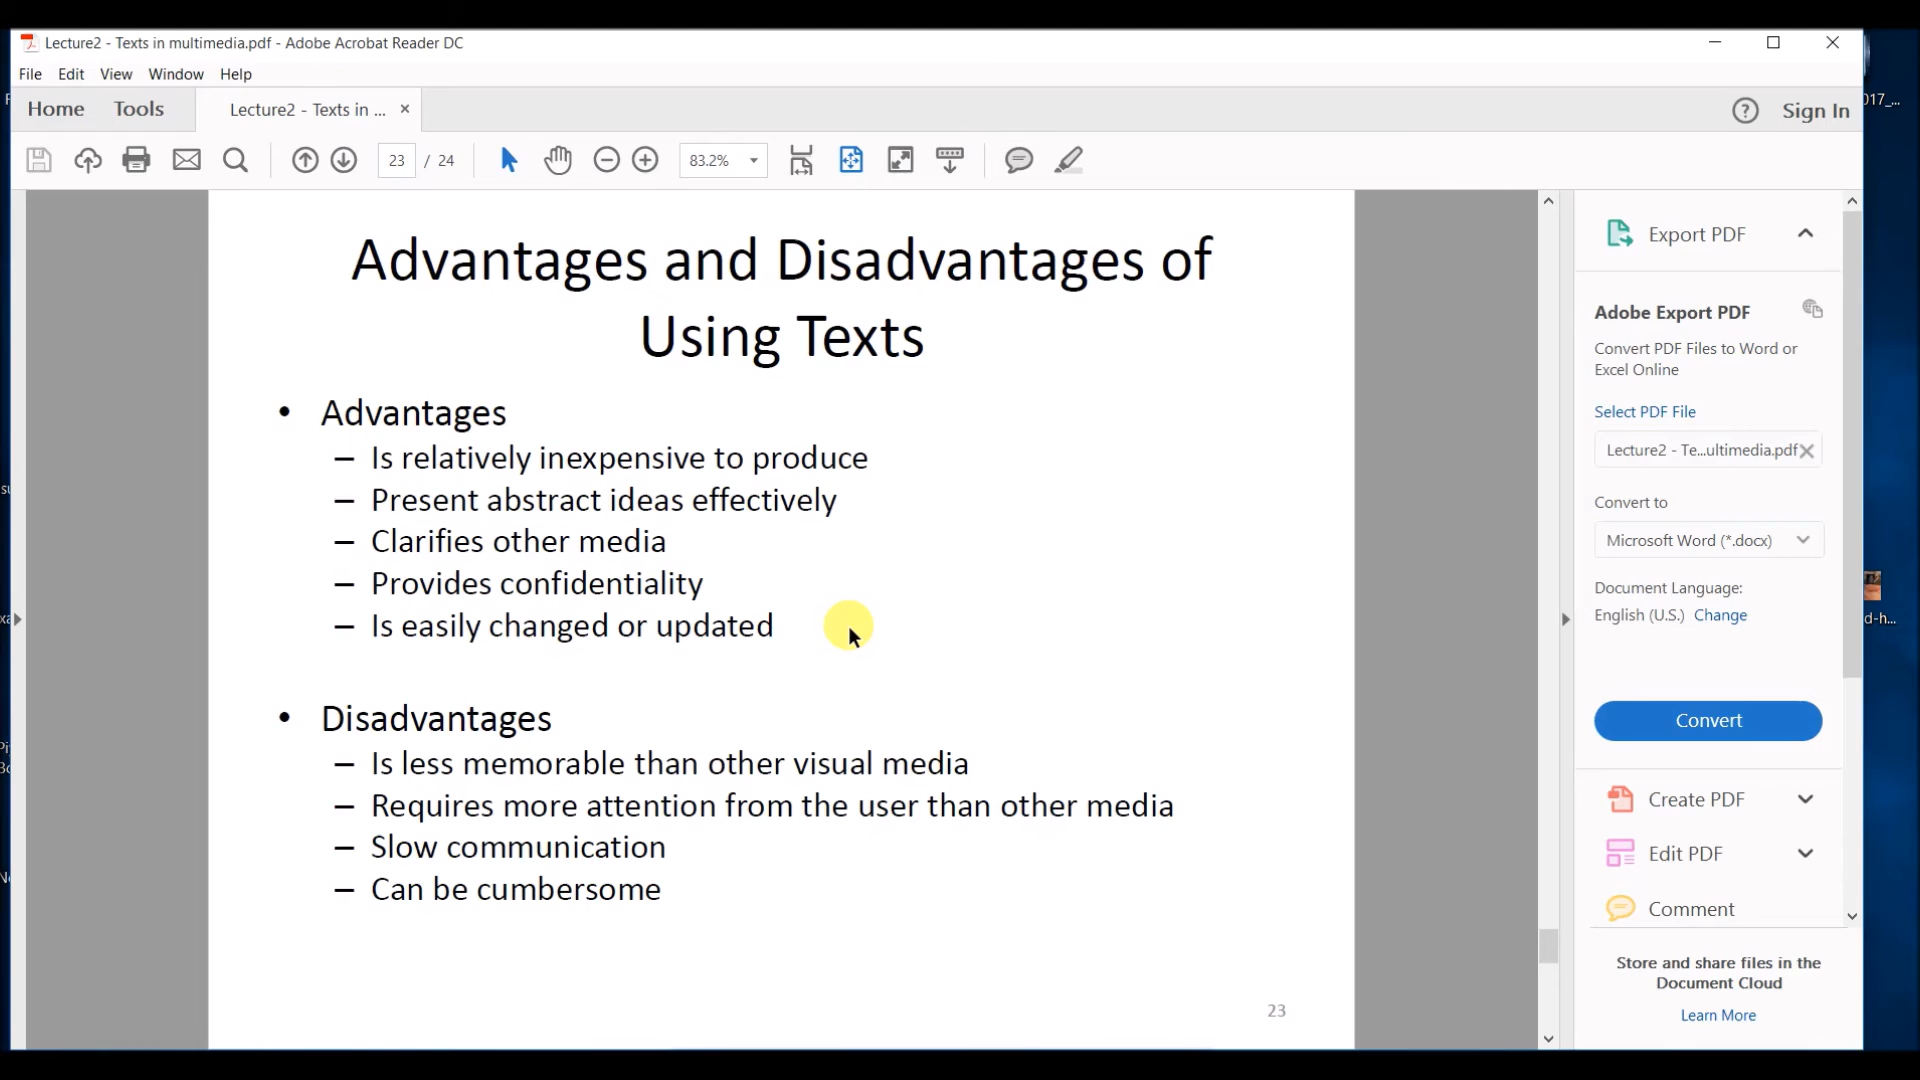 Lecture2 - Texts in multimedia.pdf - Adobe Acrobat Reader DC
File Edit View Window Help
Home Tools Lecture2 - Texts in ... × Sign In
017_...
23 / 24 83.2%
Advantages and Disadvantages of
Using Texts
• Advantages
– Is relatively inexpensive to produce
– Present abstract ideas effectively
– Clarifies other media
– Provides confidentiality
– Is easily changed or updated
• Disadvantages
– Is less memorable than other visual media
– Requires more attention from the user than other media
– Slow communication
– Can be cumbersome
23
Export PDF
Adobe Export PDF
Convert PDF Files to Word or
Excel Online
Select PDF File
Lecture2 - Te...ultimedia.pdf
Convert to
Microsoft Word (*.docx)
Document Language:
English (U.S.) Change
d-h...
Convert
Create PDF
Edit PDF
Comment
Store and share files in the
Document Cloud
Learn More